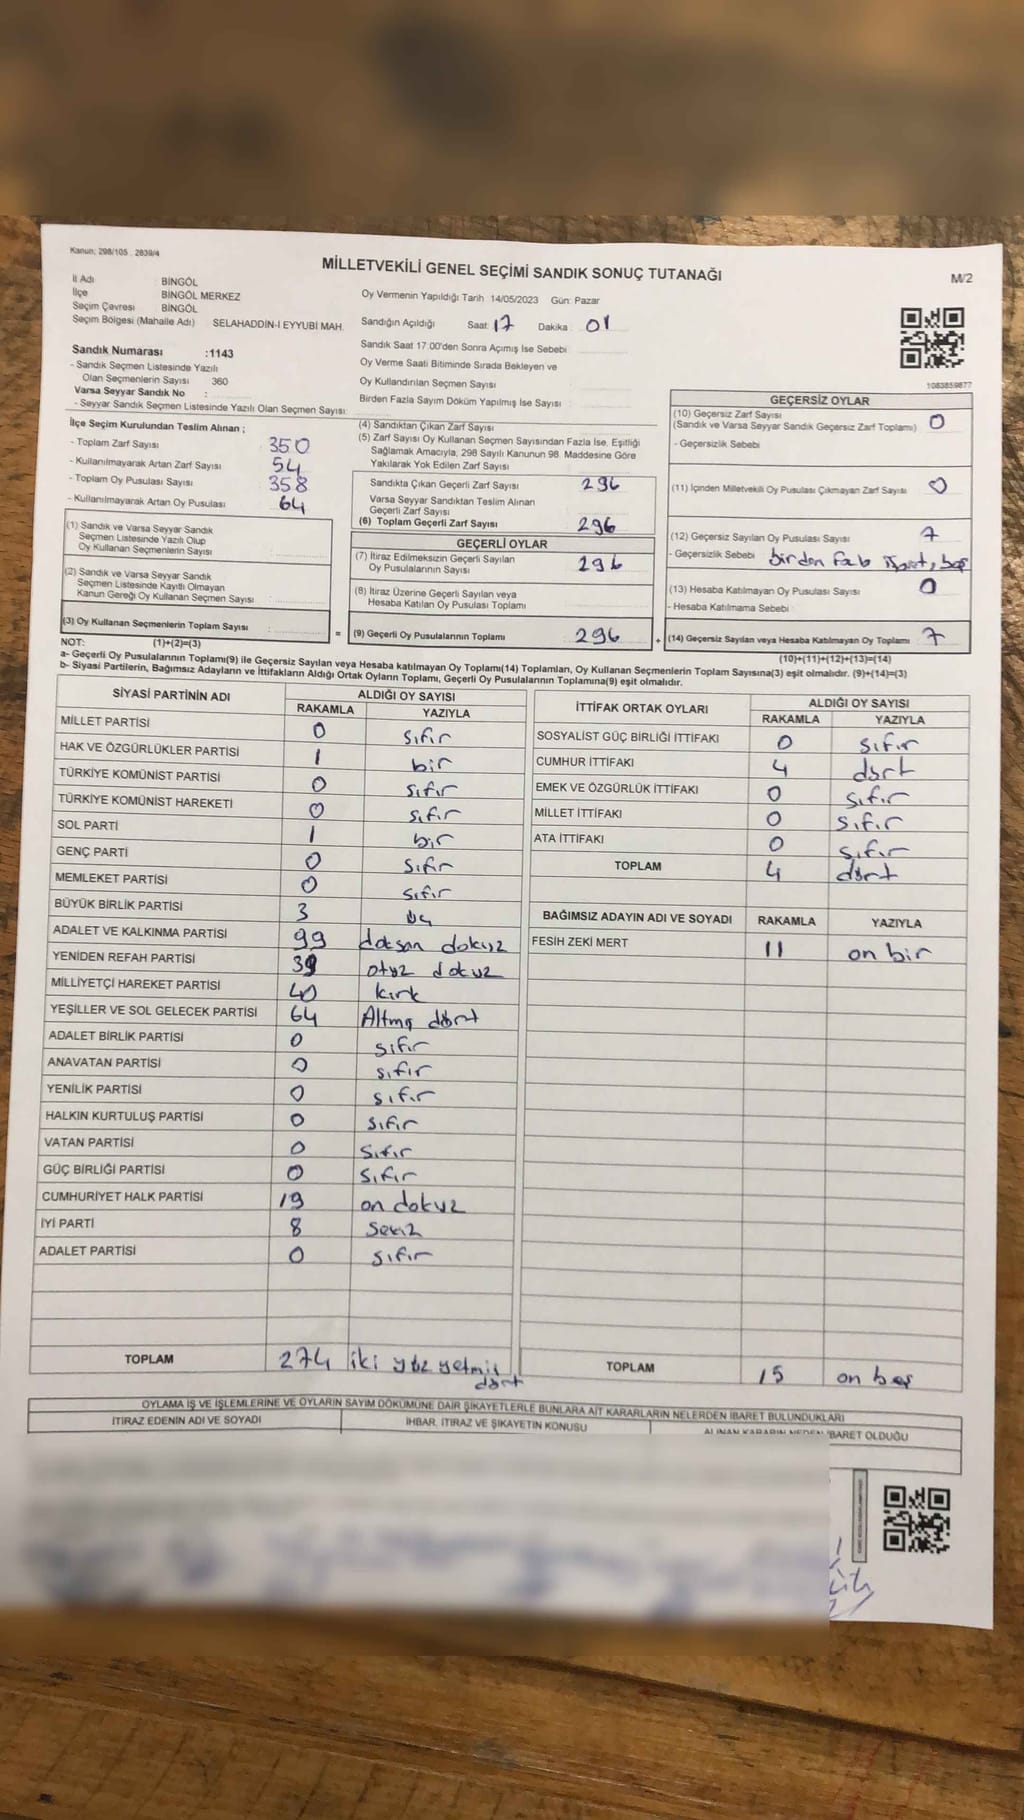 Kanun; 298/105 . 2839/4
MİLLETVEKİLİ GENEL SEÇİMİ SANDIK SONUÇ TUTANAĞI
M/2
İl Adı : BİNGÖL
İlçe : BİNGÖL MERKEZ
Seçim Çevresi : BİNGÖL
Seçim Bölgesi (Mahalle Adı) SELAHADDİN-İ EYYUBİ MAH.
Oy Vermenin Yapıldığı Tarih 14/05/2023 Gün: Pazar
Sandığın Açıldığı Saat: 17 Dakika 01
Sandık Saat 17:00'den Sonra Açılmış İse Sebebi
Oy Verme Saati Bitiminde Sırada Bekleyen ve
Oy Kullandırılan Seçmen Sayısı
Birden Fazla Sayım Döküm Yapılmış İse Sayısı
Sandık Numarası :1143
- Sandık Seçmen Listesinde Yazılı
Olan Seçmenlerin Sayısı 360
Varsa Seyyar Sandık No :
- Seyyar Sandık Seçmen Listesinde Yazılı Olan Seçmen Sayısı:
1083859877
İlçe Seçim Kurulundan Teslim Alınan ;
- Toplam Zarf Sayısı 350
- Kullanılmayarak Artan Zarf Sayısı 54
- Toplam Oy Pusulası Sayısı 358
- Kullanılmayarak Artan Oy Pusulası 64
(1) Sandık ve Varsa Seyyar Sandık
Seçmen Listesinde Yazılı Olup
Oy Kullanan Seçmenlerin Sayısı
(2) Sandık ve Varsa Seyyar Sandık
Seçmen Listesinde Kayıtlı Olmayan
Kanun Gereği Oy Kullanan Seçmen Sayısı :
(3) Oy Kullanan Seçmenlerin Toplam Sayısı :
(1)+(2)=(3)
(4) Sandıktan Çıkan Zarf Sayısı
(5) Zarf Sayısı Oy Kullanan Seçmen Sayısından Fazla İse, Eşitliği
Sağlamak Amacıyla, 298 Sayılı Kanunun 98. Maddesine Göre
Yakılarak Yok Edilen Zarf Sayısı
Sandıkta Çıkan Geçerli Zarf Sayısı 296
Varsa Seyyar Sandıktan Teslim Alınan
Geçerli Zarf Sayısı
(6) Toplam Geçerli Zarf Sayısı 296
GEÇERLİ OYLAR
(7) İtiraz Edilmeksizin Geçerli Sayılan
Oy Pusulalarının Sayısı 296
(8) İtiraz Üzerine Geçerli Sayılan veya
Hesaba Katılan Oy Pusulası Toplamı
= (9) Geçerli Oy Pusulalarının Toplamı 296
GEÇERSİZ OYLAR
(10) Geçersiz Zarf Sayısı
(Sandık ve Varsa Seyyar Sandık Geçersiz Zarf Toplamı) 0
- Geçersizlik Sebebi
(11) İçinden Milletvekili Oy Pusulası Çıkmayan Zarf Sayısı 0
(12) Geçersiz Sayılan Oy Pusulası Sayısı 7
- Geçersizlik Sebebi birden fazla işaret, boş
(13) Hesaba Katılmayan Oy Pusulası Sayısı 0
- Hesaba Katılmama Sebebi
+ (14) Geçersiz Sayılan veya Hesaba Katılmayan Oy Toplamı 7
(10)+(11)+(12)+(13)=(14)
NOT:
a- Geçerli Oy Pusulalarının Toplamı(9) ile Geçersiz Sayılan veya Hesaba katılmayan Oy Toplamı(14) Toplamları, Oy Kullanan Seçmenlerin Toplam Sayısına(3) eşit olmalıdır. (9)+(14)=(3)
b- Siyasi Partilerin, Bağımsız Adayların ve İttifakların Aldığı Ortak Oyların Toplamı, Geçerli Oy Pusulalarının Toplamına(9) eşit olmalıdır.
SİYASİ PARTİNİN ADI ALDIĞI OY SAYISI
RAKAMLA YAZIYLA
MİLLET PARTİSİ 0 sıfır
HAK VE ÖZGÜRLÜKLER PARTİSİ 1 bir
TÜRKİYE KOMÜNİST PARTİSİ 0 sıfır
TÜRKİYE KOMÜNİST HAREKETİ 0 sıfır
SOL PARTİ 1 bir
GENÇ PARTİ 0 sıfır
MEMLEKET PARTİSİ 0 sıfır
BÜYÜK BİRLİK PARTİSİ 3 üç
ADALET VE KALKINMA PARTİSİ 99 doksan dokuz
YENİDEN REFAH PARTİSİ 39 otuz dokuz
MİLLİYETÇİ HAREKET PARTİSİ 40 kırk
YEŞİLLER VE SOL GELECEK PARTİSİ 64 Altmış dört
ADALET BİRLİK PARTİSİ 0 sıfır
ANAVATAN PARTİSİ 0 sıfır
YENİLİK PARTİSİ 0 sıfır
HALKIN KURTULUŞ PARTİSİ 0 sıfır
VATAN PARTİSİ 0 sıfır
GÜÇ BİRLİĞİ PARTİSİ 0 sıfır
CUMHURİYET HALK PARTİSİ 19 on dokuz
İYİ PARTİ 8 sekiz
ADALET PARTİSİ 0 sıfır
TOPLAM 274 iki yüz yetmiş
dört
İTTİFAK ORTAK OYLARI ALDIĞI OY SAYISI
RAKAMLA YAZIYLA
SOSYALİST GÜÇ BİRLİĞİ İTTİFAKI 0 sıfır
CUMHUR İTTİFAKI 4 dört
EMEK VE ÖZGÜRLÜK İTTİFAKI 0 sıfır
MİLLET İTTİFAKI 0 sıfır
ATA İTTİFAKI 0 sıfır
TOPLAM 4 dört
BAĞIMSIZ ADAYIN ADI VE SOYADI RAKAMLA YAZIYLA
FESİH ZEKİ MERT 11 on bir
TOPLAM 15 on beş
OYLAMA İŞ VE İŞLEMLERİNE VE OYLARIN SAYIM DÖKÜMÜNE DAİR ŞİKAYETLERLE BUNLARA AİT KARARLARIN NELERDEN İBARET BULUNDUKLARI
İTİRAZ EDENİN ADI VE SOYADI İHBAR, İTİRAZ VE ŞİKAYETİN KONUSU ALINAN KARARIN NEDEN İBARET OLDUĞU